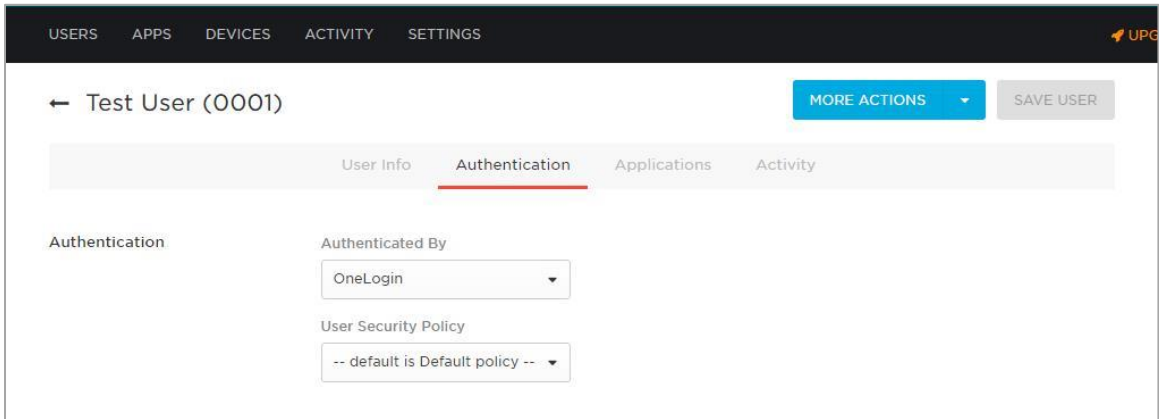 USERS APPS DEVICES ACTIVITY SETTINGS UPG
← Test User (0001) MORE ACTIONS SAVE USER
User Info Authentication Applications Activity
Authentication Authenticated By
OneLogin
User Security Policy
-- default is Default policy --